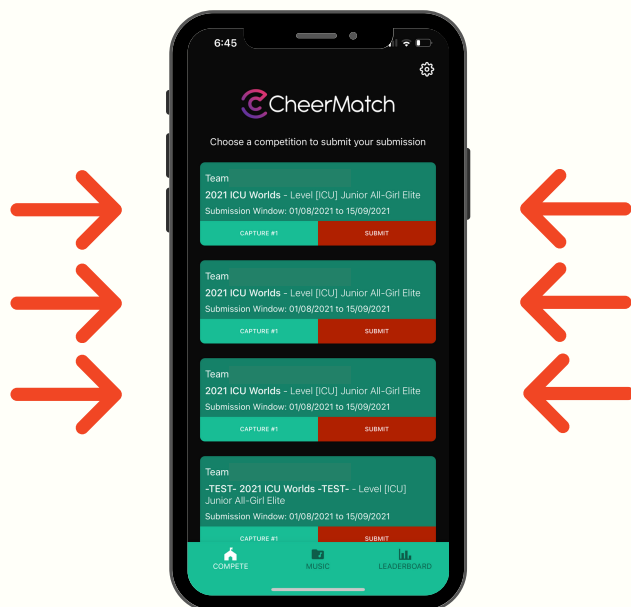 6:45
CheerMatch
Choose a competition to submit your submission
Team
2021 ICU Worlds - Level [ICU] Junior All-Girl Elite
Submission Window: 01/08/2021 to 15/09/2021
CAPTURE #1 SUBMIT
Team
2021 ICU Worlds - Level [ICU] Junior All-Girl Elite
Submission Window: 01/08/2021 to 15/09/2021
CAPTURE #1 SUBMIT
Team
2021 ICU Worlds - Level [ICU] Junior All-Girl Elite
Submission Window: 01/08/2021 to 15/09/2021
CAPTURE #1 SUBMIT
Team
-TEST- 2021 ICU Worlds -TEST- - Level [ICU]
Junior All-Girl Elite
Submission Window: 01/08/2021 to 15/09/2021
CAPTURE #1 SUBMIT
COMPETE MUSIC LEADERBOARD